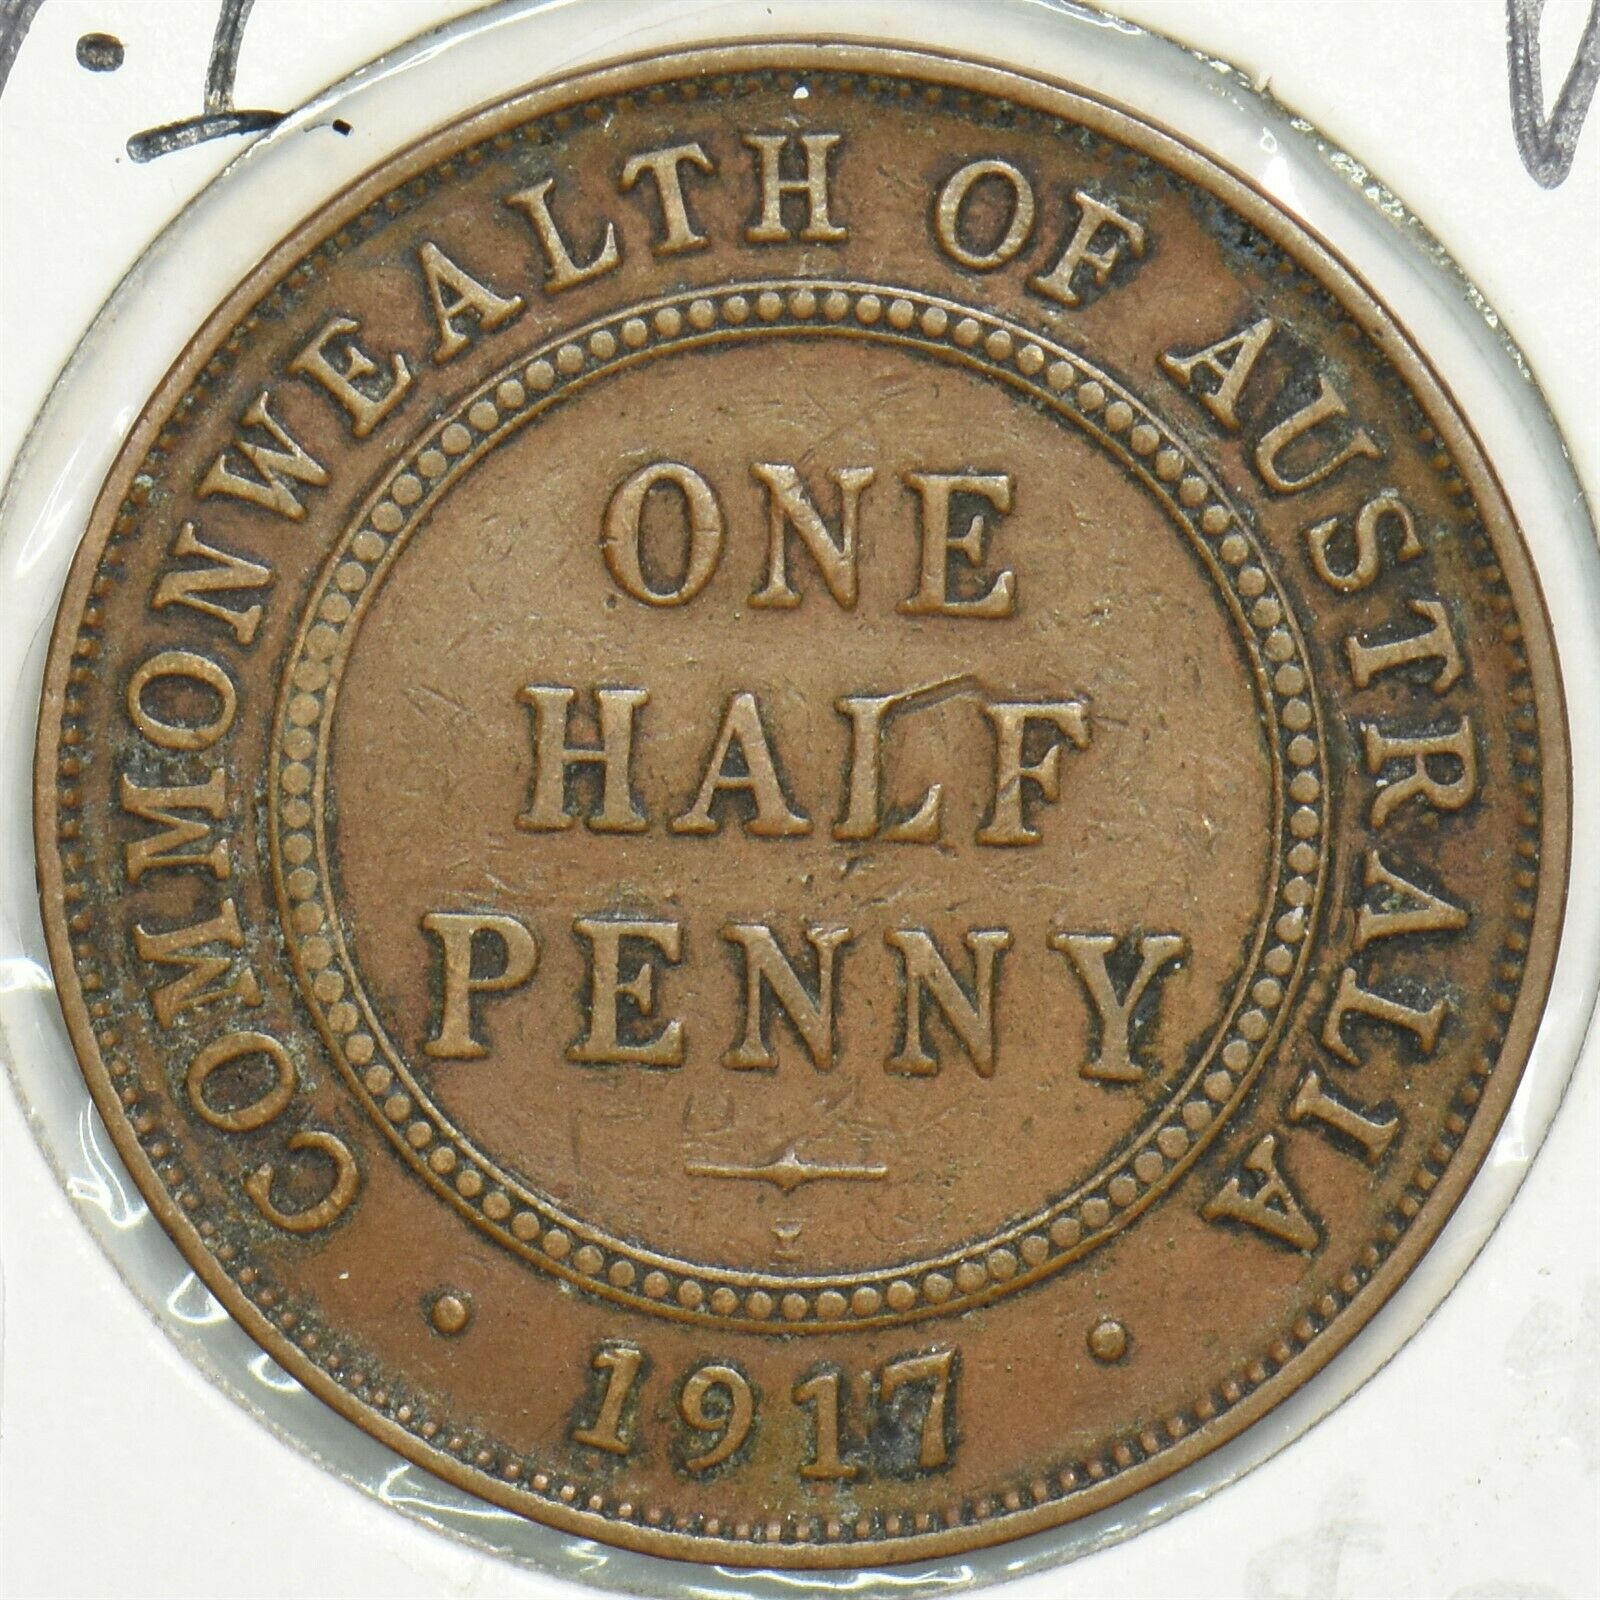 COMMONWEALTH OF AUSTRALIA
ONE
HALF
PENNY
· 1917 ·
I